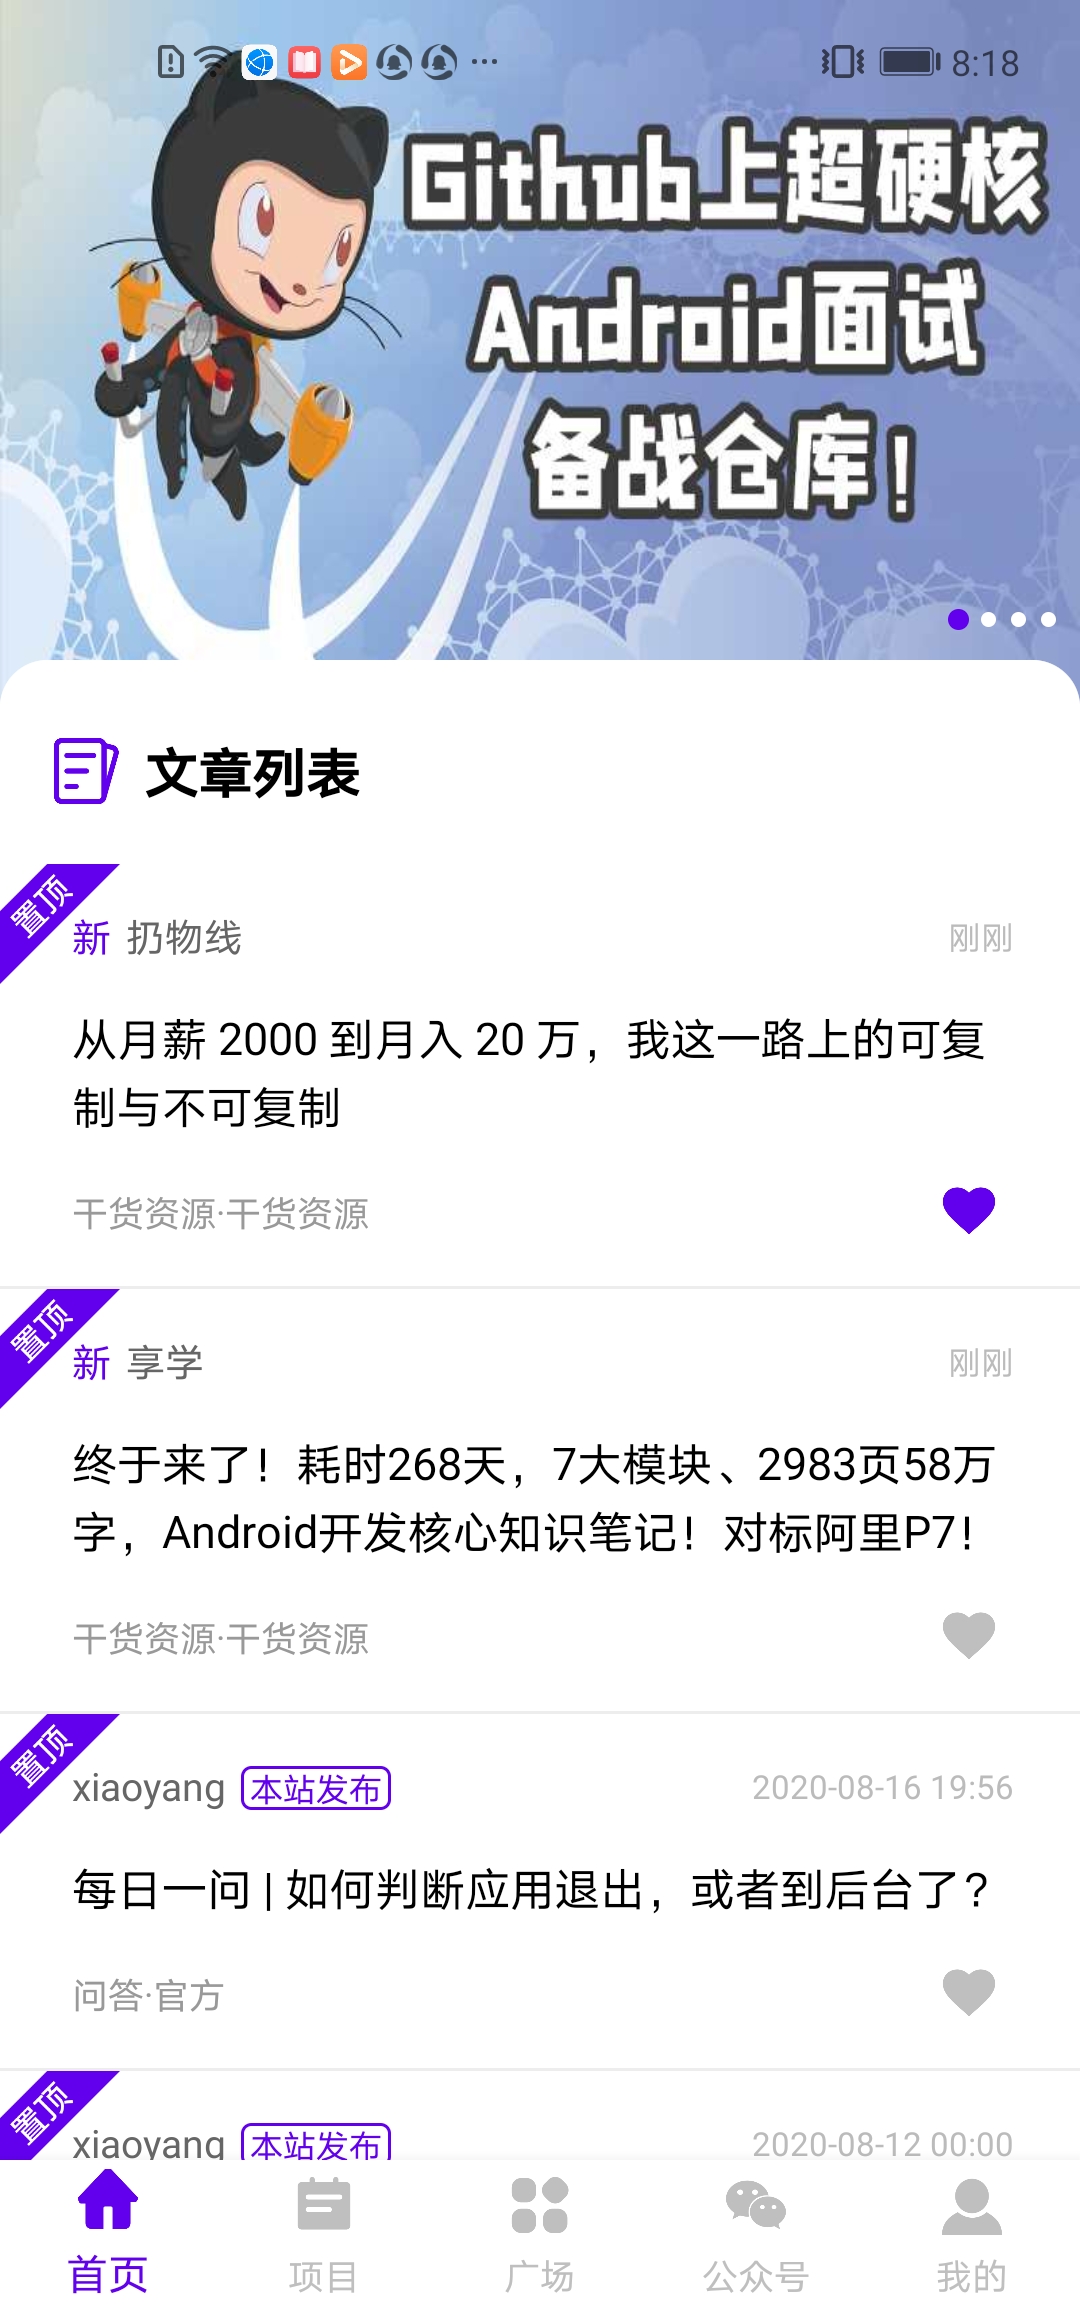 8:18
Github上超硬核
Android面试
备战仓库!
文章列表
置顶
新 扔物线
刚刚
从月薪 2000 到月入 20 万，我这一路上的可复
制与不可复制
干货资源·干货资源
置顶
新 享学
刚刚
终于来了！耗时268天，7大模块、2983页58万
字，Android开发核心知识笔记！对标阿里P7！
干货资源·干货资源
置顶
xiaoyang 本站发布
2020-08-16 19:56
每日一问 | 如何判断应用退出，或者到后台了？
问答·官方
置顶
xiaoyang 本站发布
2020-08-12 00:00
首页
项目
广场
公众号
我的